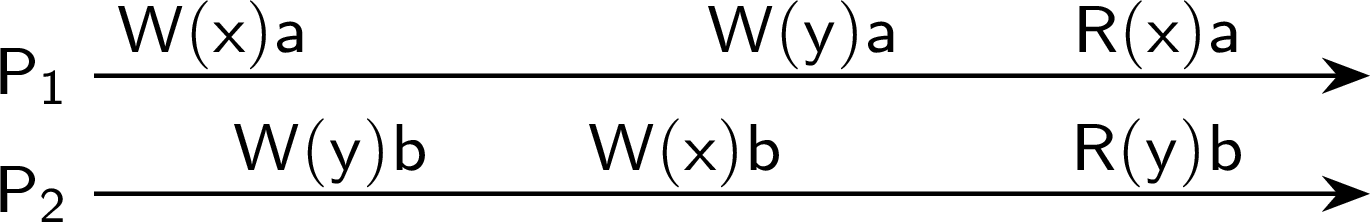 W(x)a W(y)a R(x)a
P₁
W(y)b W(x)b R(y)b
P₂